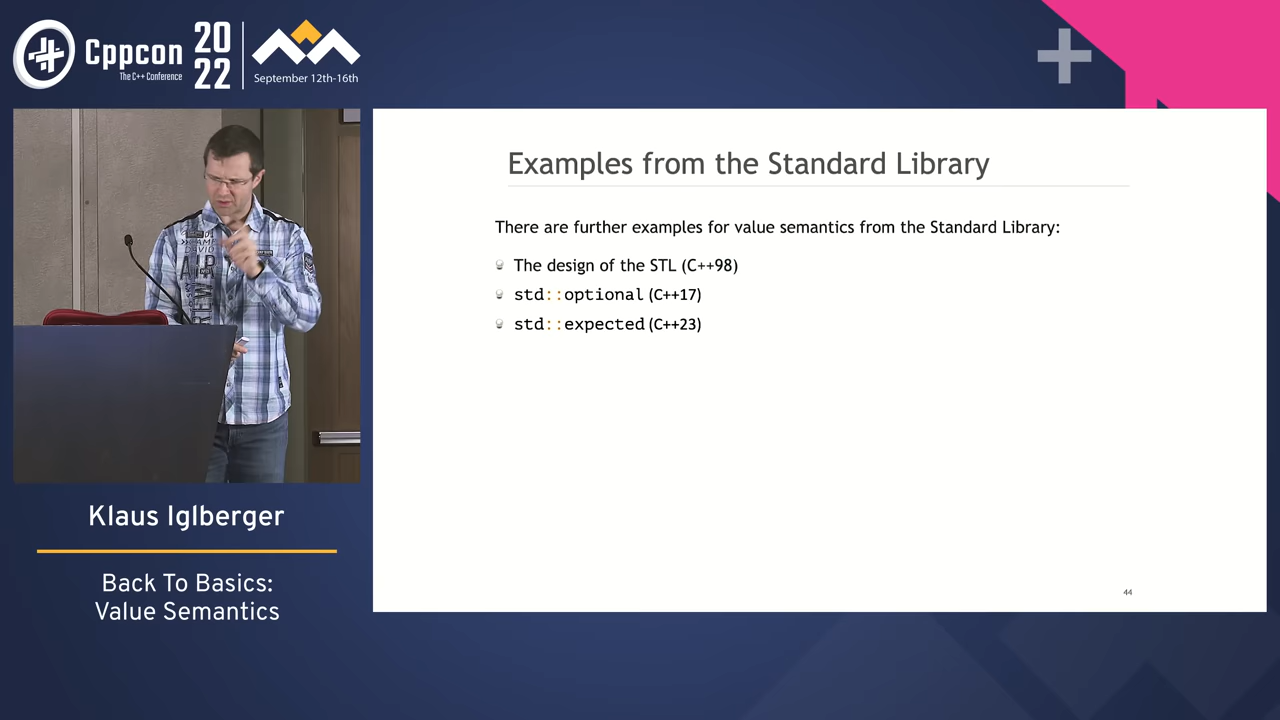 Cppcon
The C++ Conference
20
22
September 12th-16th
Examples from the Standard Library
There are further examples for value semantics from the Standard Library:
The design of the STL (C++98)
std::optional (C++17)
std::expected (C++23)
44
Klaus Iglberger
Back To Basics:
Value Semantics